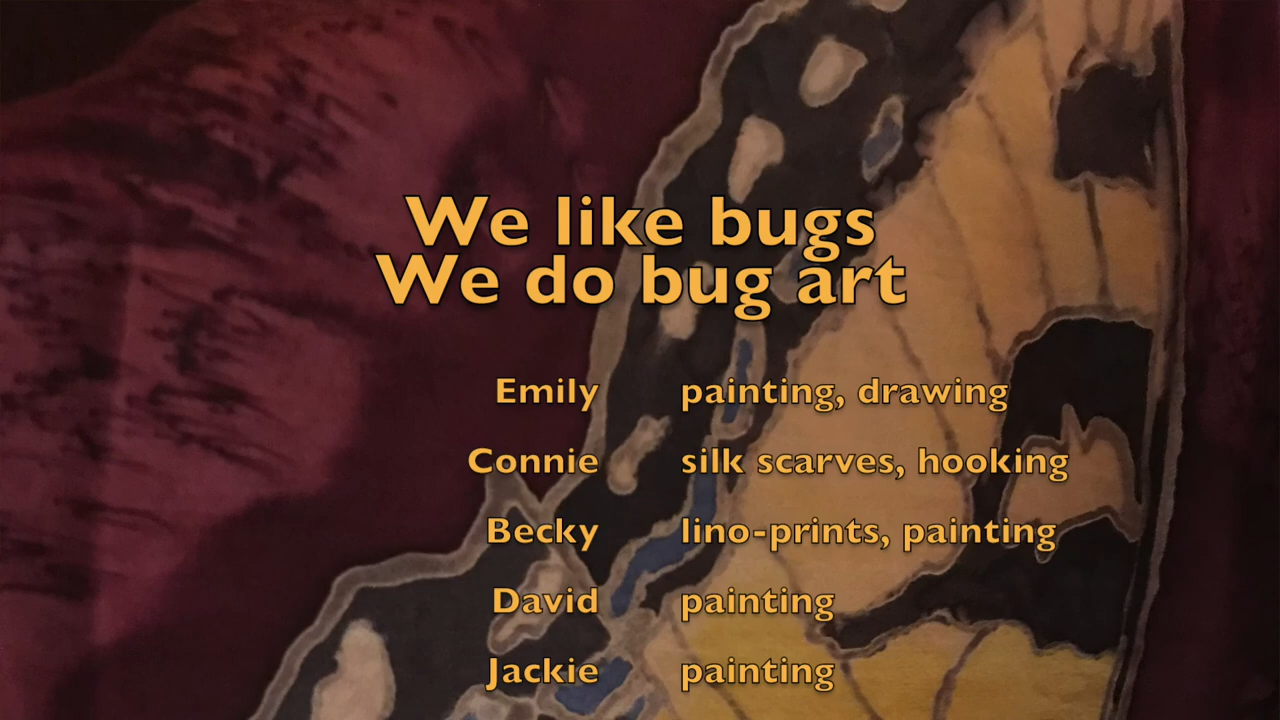 We like bugs
We do bug art
Emily painting, drawing
Connie silk scarves, hooking
Becky lino-prints, painting
David painting
Jackie painting